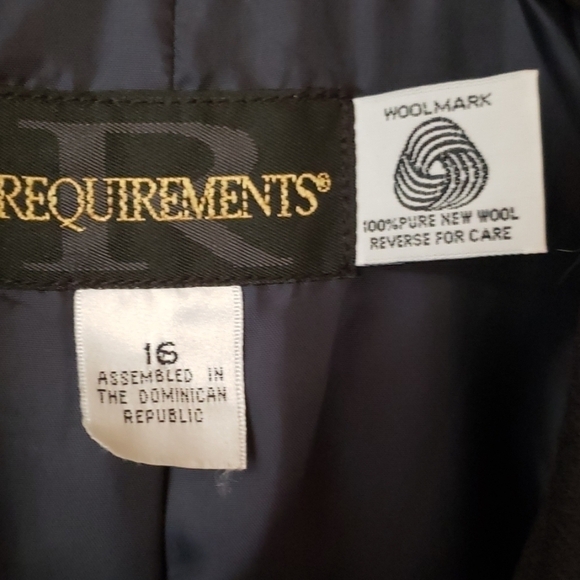 R
REQUIREMENTS®
WOOLMARK
100% PURE NEW WOOL
REVERSE FOR CARE
16
ASSEMBLED IN
THE DOMINICAN
REPUBLIC